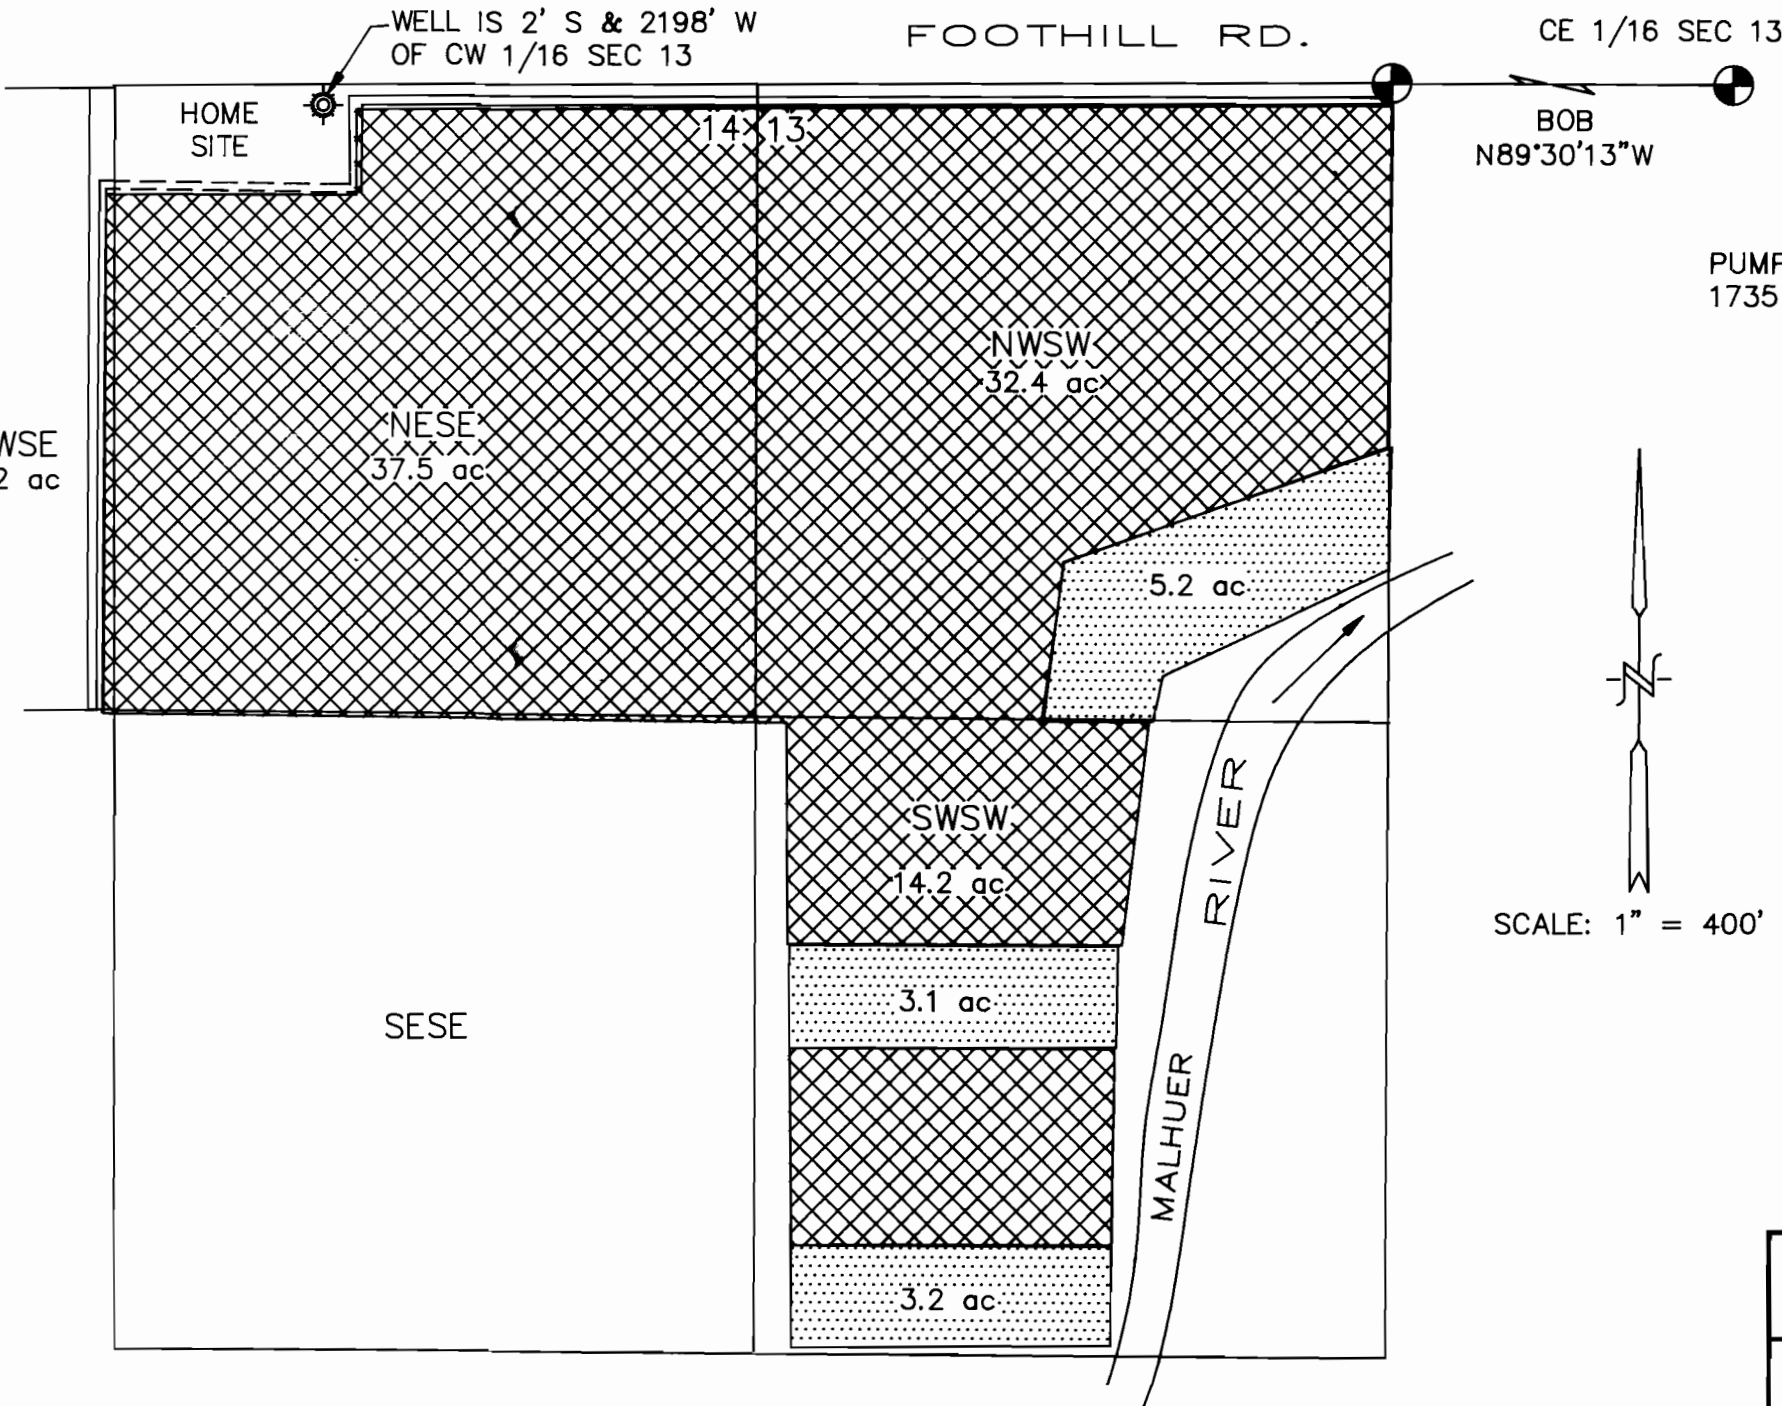 WELL IS 2' S & 2198' W
OF CW 1/16 SEC 13
FOOTHILL RD.
CE 1/16 SEC 13
HOME
SITE
14 13
BOB
N89°30'13"W
PUMP
1735
NWSW
32.4 ac
NESE
37.5 ac
WSE
2 ac
5.2 ac
SWSW
14.2 ac
MALHUER RIVER
SCALE: 1" = 400'
3.1 ac
SESE
3.2 ac